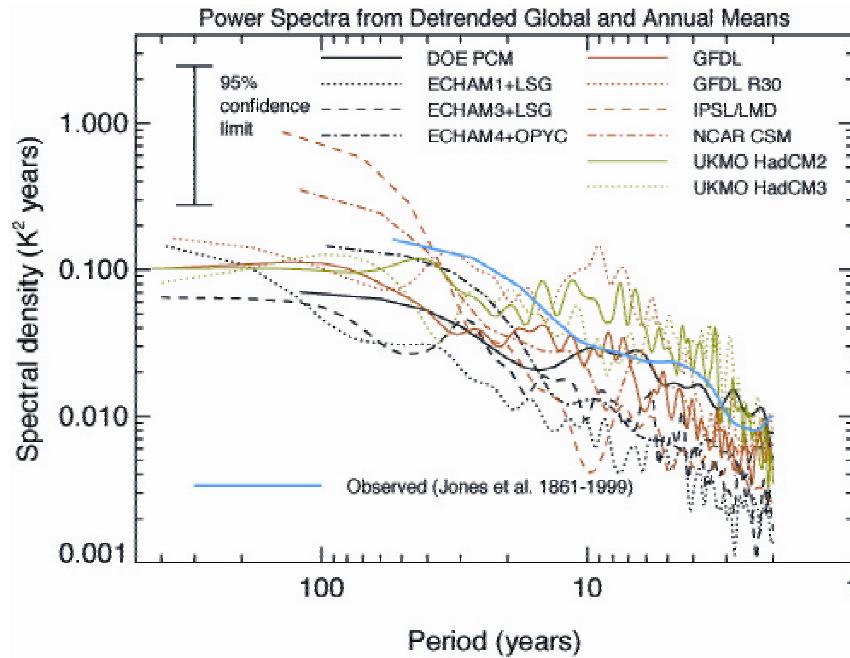 Power Spectra from Detrended Global and Annual Means
95%
confidence
limit
DOE PCM
ECHAM1+LSG
ECHAM3+LSG
ECHAM4+OPYC
GFDL
GFDL R30
IPSL/LMD
NCAR CSM
UKMO HadCM2
UKMO HadCM3
Spectral density (K² years)
1.000
0.100
0.010
0.001
Observed (Jones et al. 1861-1999)
100
10
1
Period (years)